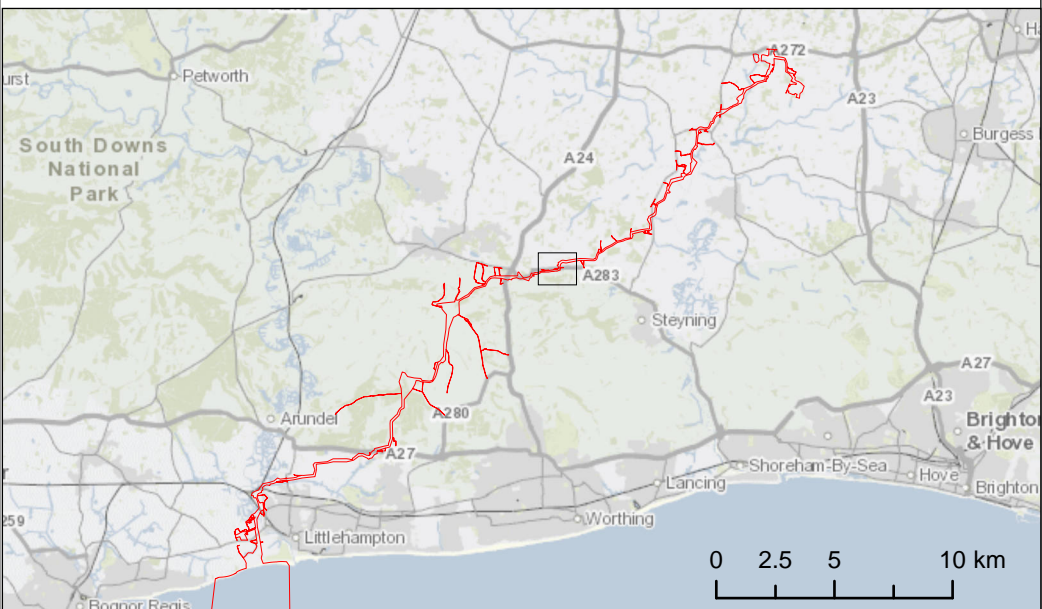 A272
Petworth
urst
A23
Burgess
South Downs
National
Park
A24
A283
Steyning
A27
A23
A280
Arundel
Brighto
& Hove
A27
r
Shoreham-By-Sea
Hove
Lancing
Brighton
259
Worthing
Littlehampton
0 2.5 5 10 km
Bognor Regis